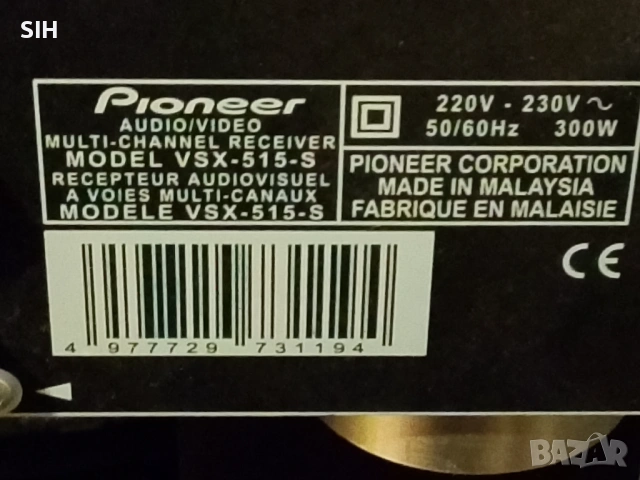 SIH
Pioneer
AUDIO/VIDEO
MULTI-CHANNEL RECEIVER
MODEL VSX-515-S
RECEPTEUR AUDIOVISUEL
A VOIES MULTI-CANAUX
MODELE VSX-515-S
220V - 230V ~
50/60Hz 300W
PIONEER CORPORATION
MADE IN MALAYSIA
FABRIQUE EN MALAISIE
CE
4 977729 731194
BAZAR